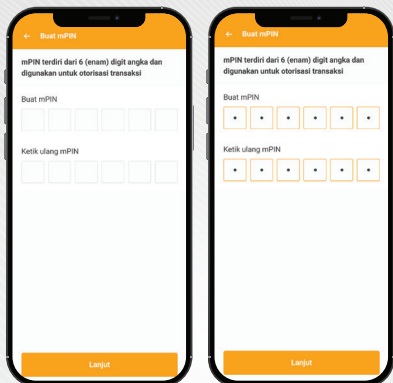 ← Buat mPIN
mPIN terdiri dari 6 (enam) digit angka dan
digunakan untuk otorisasi transaksi
Buat mPIN
Ketik ulang mPIN
Lanjut
← Buat mPIN
mPIN terdiri dari 6 (enam) digit angka dan
digunakan untuk otorisasi transaksi
Buat mPIN
• • • • • •
Ketik ulang mPIN
• • • • • •
Lanjut